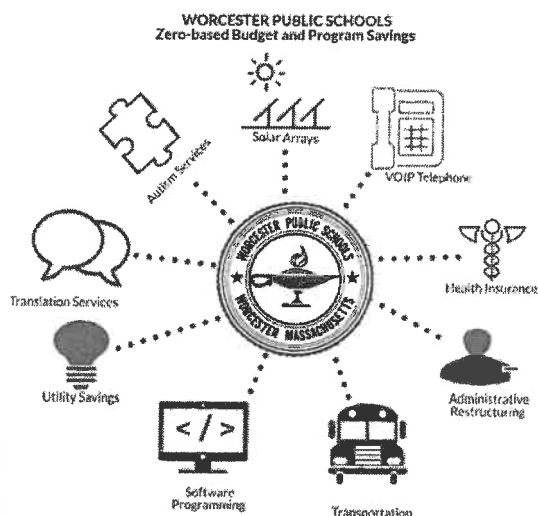 WORCESTER PUBLIC SCHOOLS
Zero-based Budget and Program Savings
Solar Arrays
Autism Services
VOIP Telephone
WORCESTER PUBLIC SCHOOLS
WORCESTER MASSACHUSETTS
Translation Services
Health Insurance
Utility Savings
Administrative
Restructuring
</>
Software
Programming
Transportation